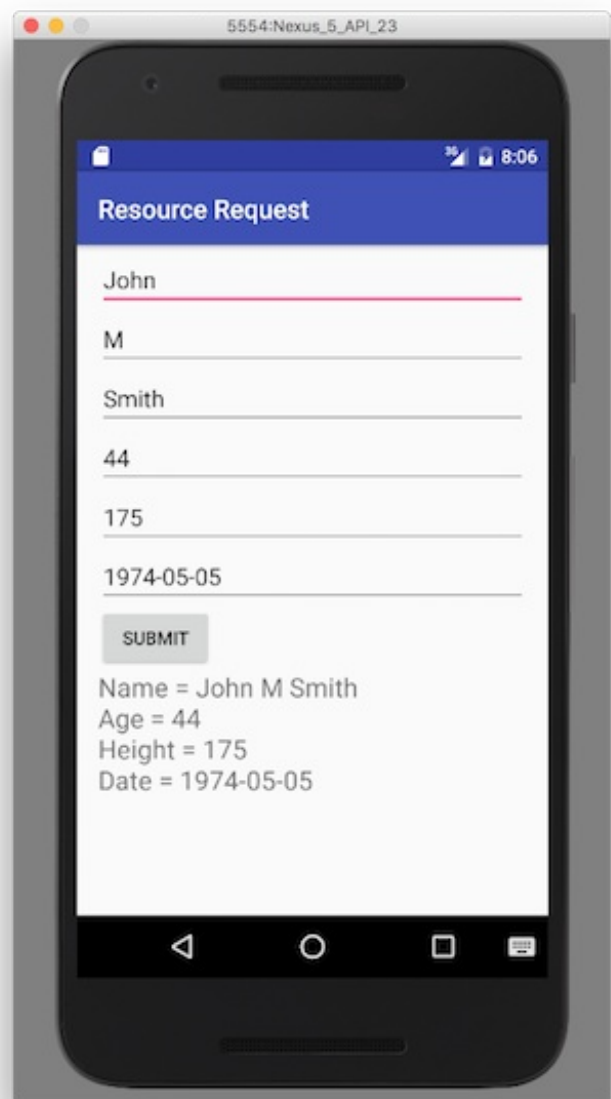 5554:Nexus_5_API_23
3G 8:06
Resource Request
John
M
Smith
44
175
1974-05-05
SUBMIT
Name = John M Smith
Age = 44
Height = 175
Date = 1974-05-05